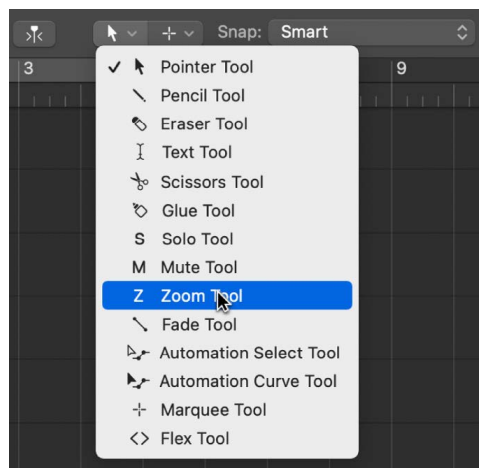 Snap: Smart
3 9
Pointer Tool
Pencil Tool
Eraser Tool
Text Tool
Scissors Tool
Glue Tool
S Solo Tool
M Mute Tool
Z Zoom Tool
Fade Tool
Automation Select Tool
Automation Curve Tool
Marquee Tool
Flex Tool